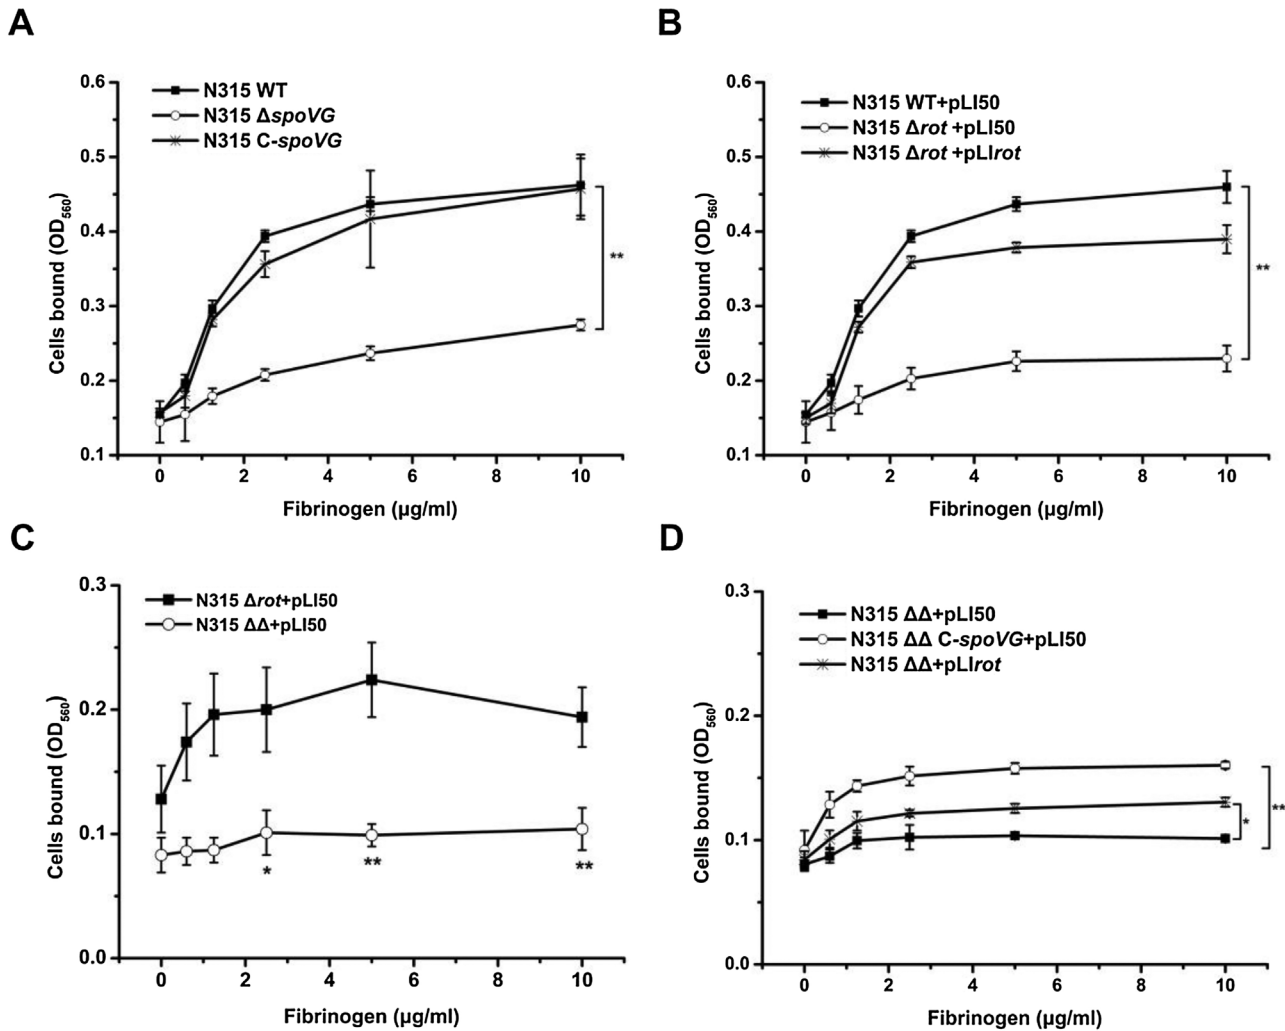 A
0.6
0.5
0.4
0.3
0.2
0.1
Cells bound (OD560)
N315 WT
N315 ΔspoVG
N315 C-spoVG
**
0 2 4 6 8 10
Fibrinogen (µg/ml)
B
0.6
0.5
0.4
0.3
0.2
0.1
Cells bound (OD560)
N315 WT+pLI50
N315 Δrot +pLI50
N315 Δrot +pLIrot
**
0 2 4 6 8 10
Fibrinogen (µg/ml)
C
0.3
0.2
0.1
0.0
Cells bound (OD560)
N315 Δrot+pLI50
N315 ΔΔ+pLI50
* ** **
0 2 4 6 8 10
Fibrinogen (µg/ml)
D
0.3
0.2
0.1
0.0
Cells bound (OD560)
N315 ΔΔ+pLI50
N315 ΔΔ C-spoVG+pLI50
N315 ΔΔ+pLIrot
* **
0 2 4 6 8 10
Fibrinogen (µg/ml)